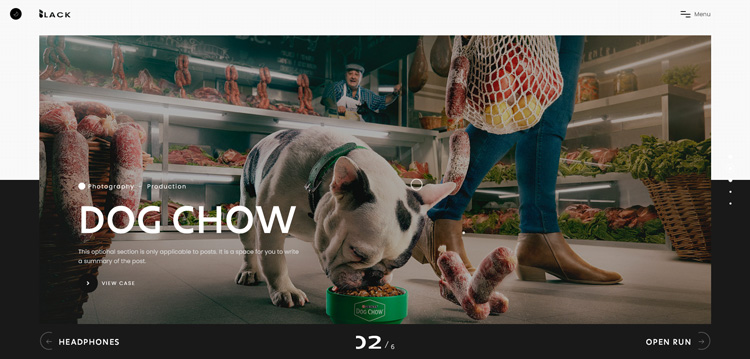 BLACK
Menu
Photography
Production
DOG CHOW
This optional section is only applicable to posts. It is a space for you to write
a summary of the post.
VIEW CASE
DOG CHOW
HEADPHONES
02 / 6
OPEN RUN